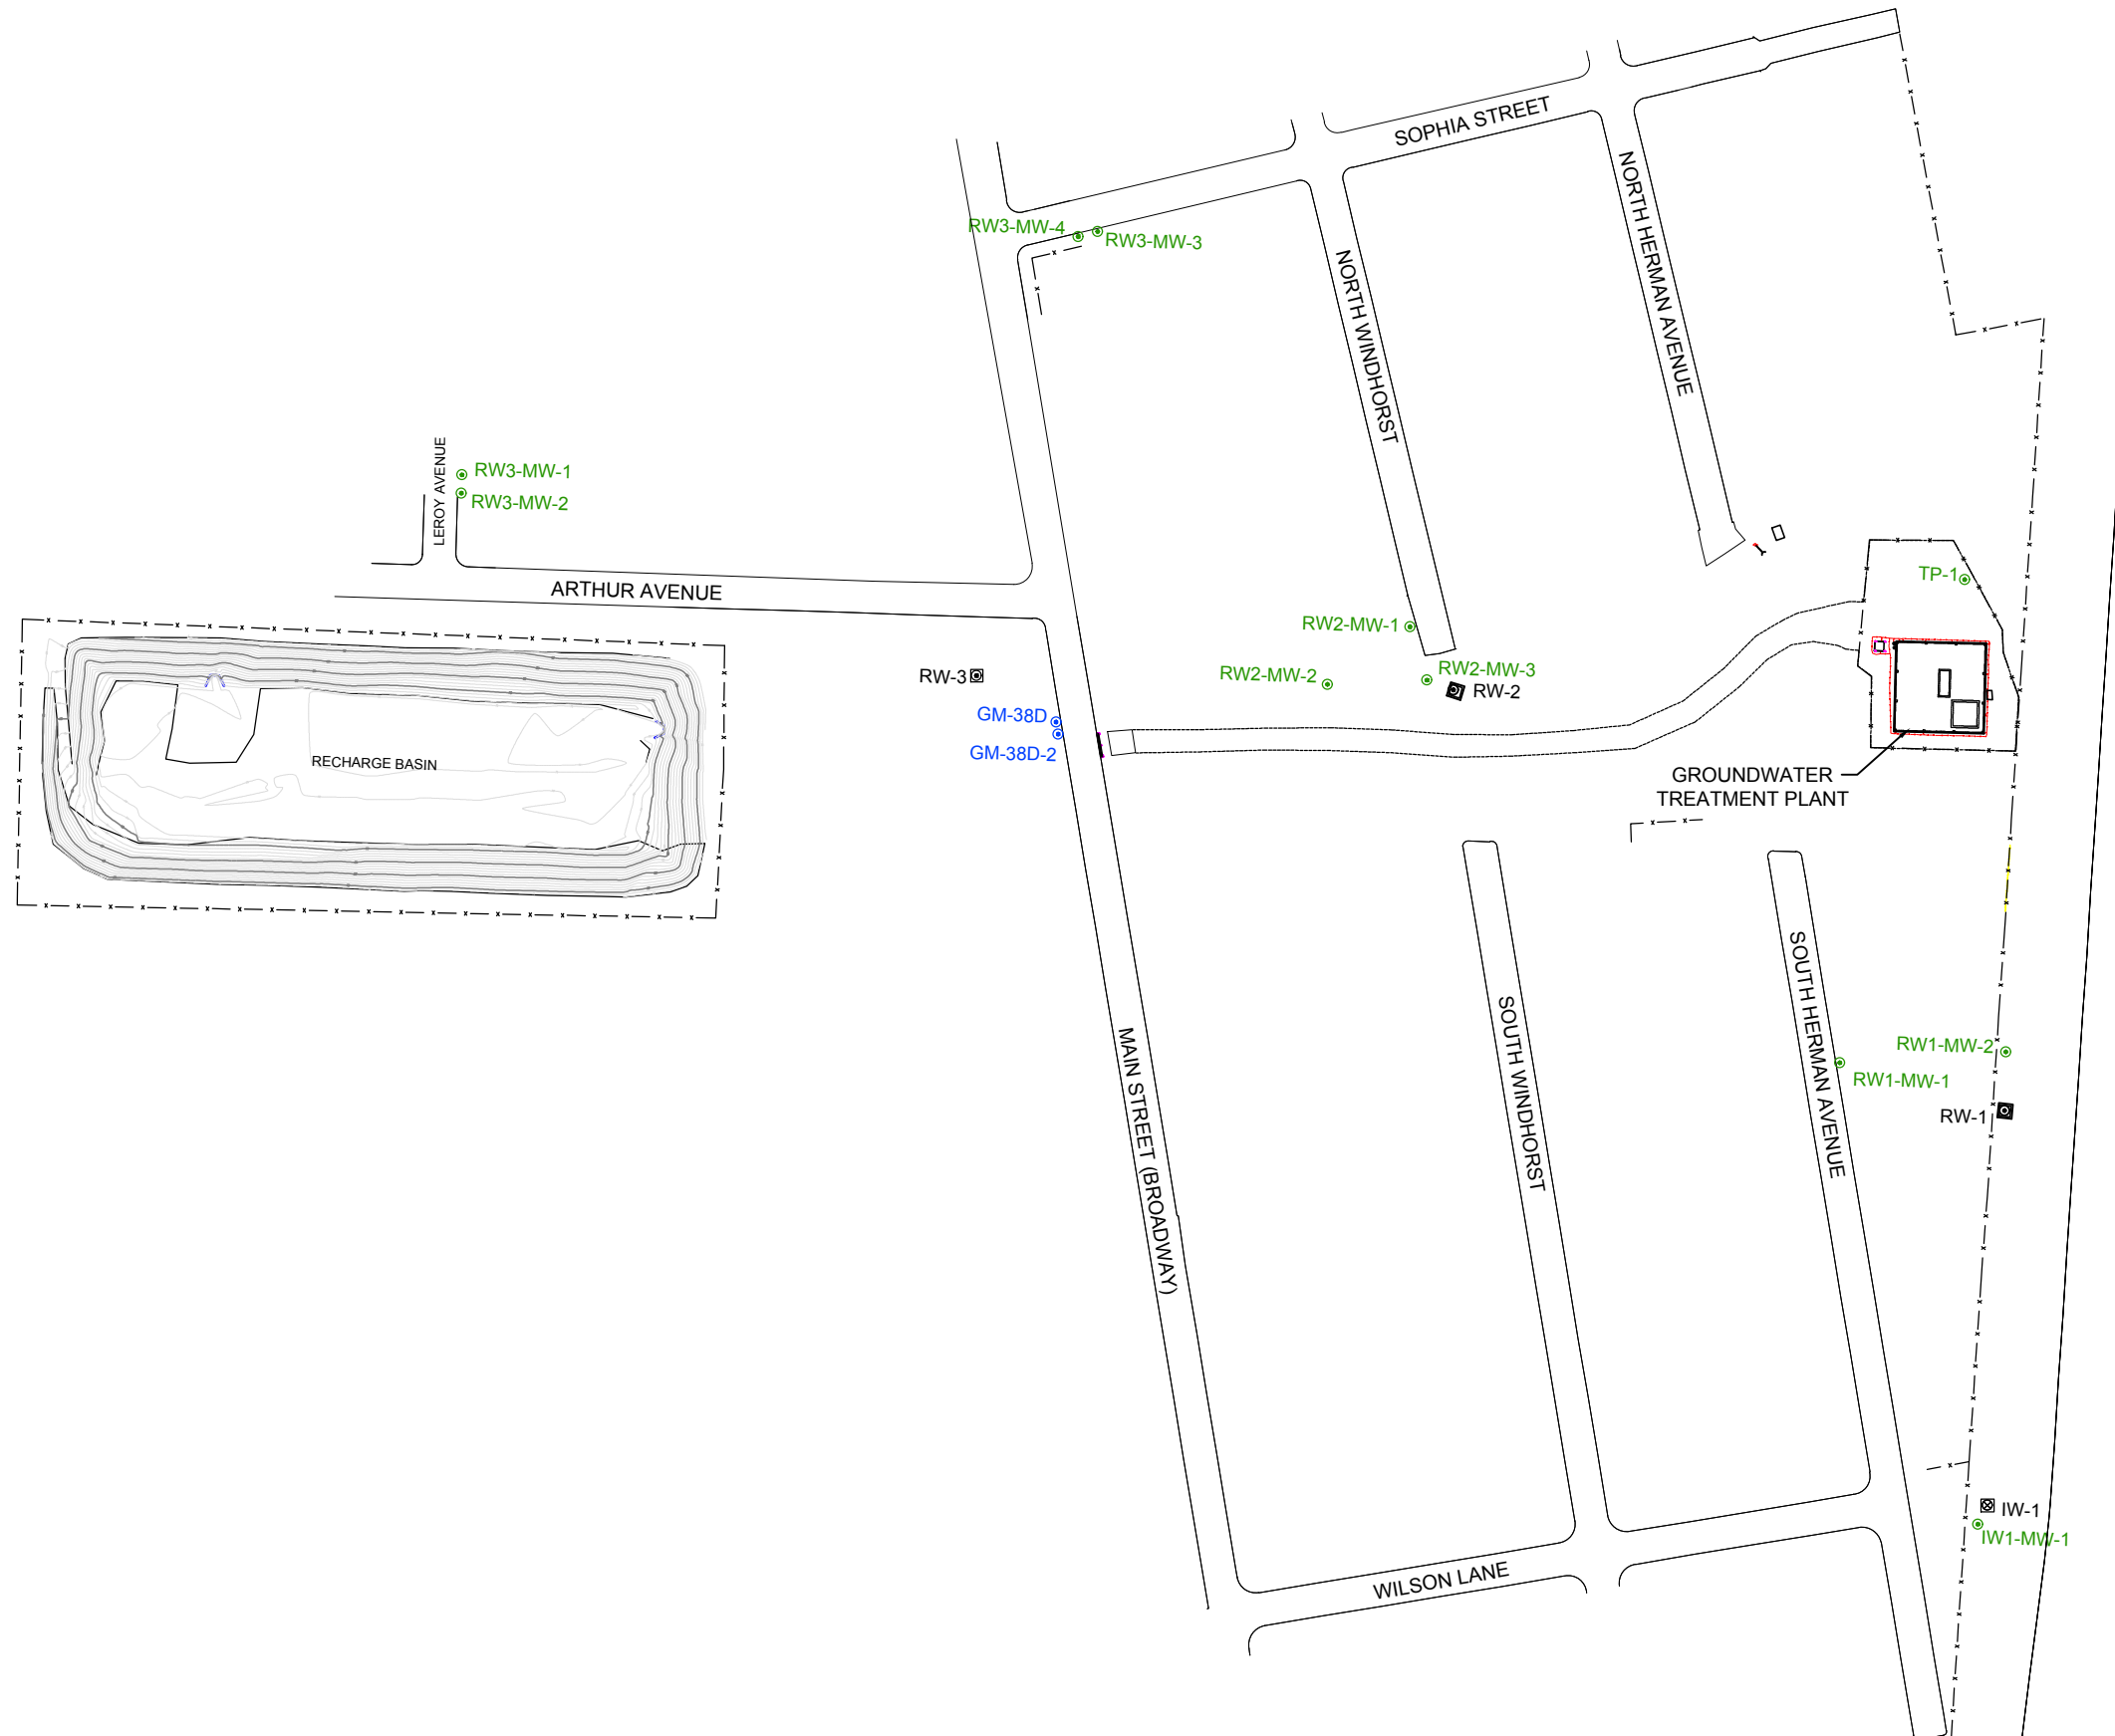 SOPHIA STREET
NORTH HERMAN AVENUE
RW3-MW-4
RW3-MW-3
NORTH WINDHORST
LEROY AVENUE
RW3-MW-1
RW3-MW-2
ARTHUR AVENUE
TP-1
RW2-MW-1
RW-3
RW2-MW-2
RW2-MW-3
RW-2
GM-38D
GM-38D-2
RECHARGE BASIN
GROUNDWATER
TREATMENT PLANT
SOUTH HERMAN AVENUE
SOUTH WINDHORST
MAIN STREET (BROADWAY)
RW1-MW-2
RW1-MW-1
RW-1
IW-1
IW1-MW-1
WILSON LANE